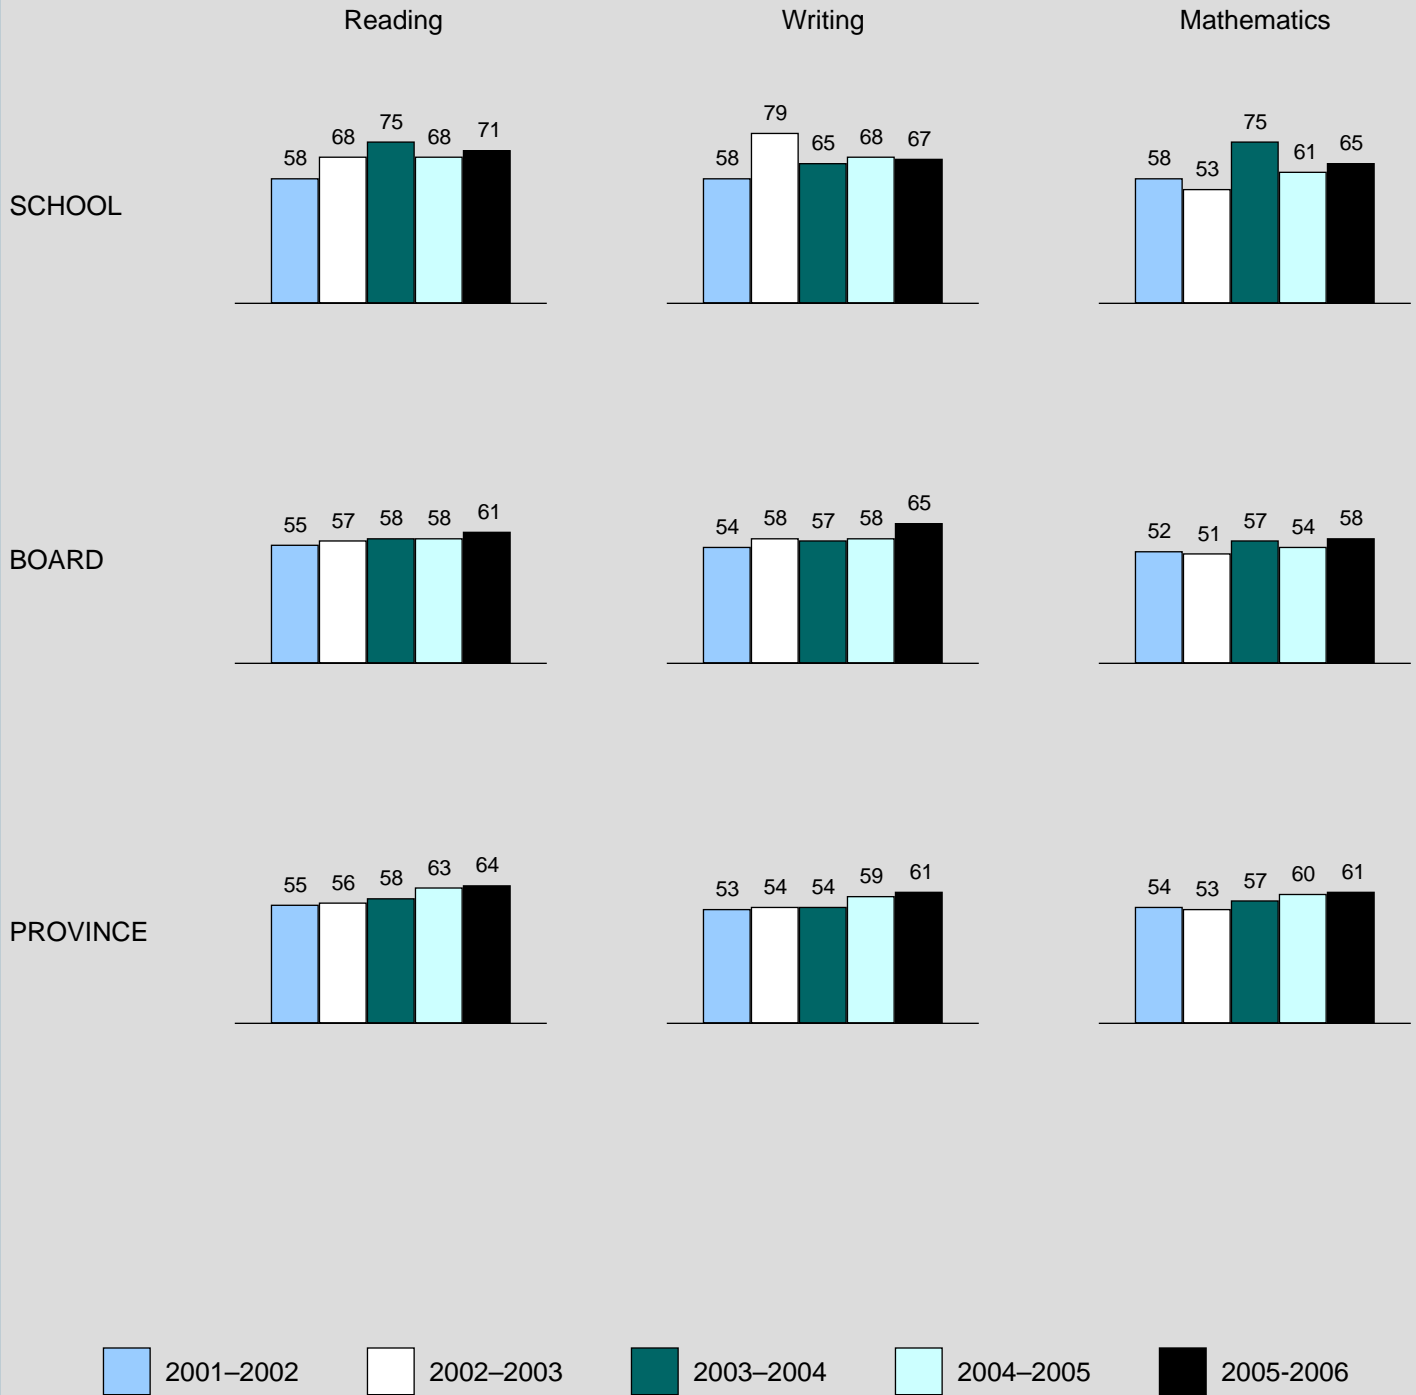 Reading Writing Mathematics
SCHOOL
58 68 75 68 71
58 79 65 68 67
58 53 75 61 65
BOARD
55 57 58 58 61
54 58 57 58 65
52 51 57 54 58
PROVINCE
55 56 58 63 64
53 54 54 59 61
54 53 57 60 61
2001–2002 2002–2003 2003–2004 2004–2005 2005-2006